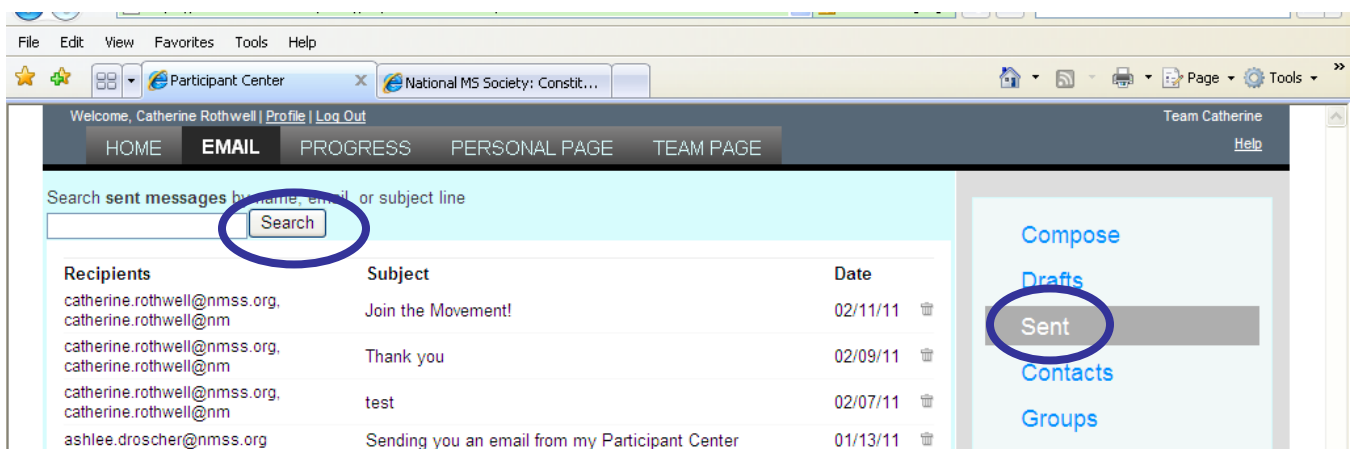 File Edit View Favorites Tools Help
Participant Center
National MS Society: Constit...
Page Tools
Welcome, Catherine Rothwell | Profile | Log Out
Team Catherine
HOME EMAIL PROGRESS PERSONAL PAGE TEAM PAGE
Help
Search sent messages by name, email, or subject line
Search
Recipients Subject Date
catherine.rothwell@nmss.org,
catherine.rothwell@nm
Join the Movement! 02/11/11
catherine.rothwell@nmss.org,
catherine.rothwell@nm
Thank you 02/09/11
catherine.rothwell@nmss.org,
catherine.rothwell@nm
test 02/07/11
ashlee.droscher@nmss.org Sending you an email from my Participant Center 01/13/11
Compose
Drafts
Sent
Contacts
Groups